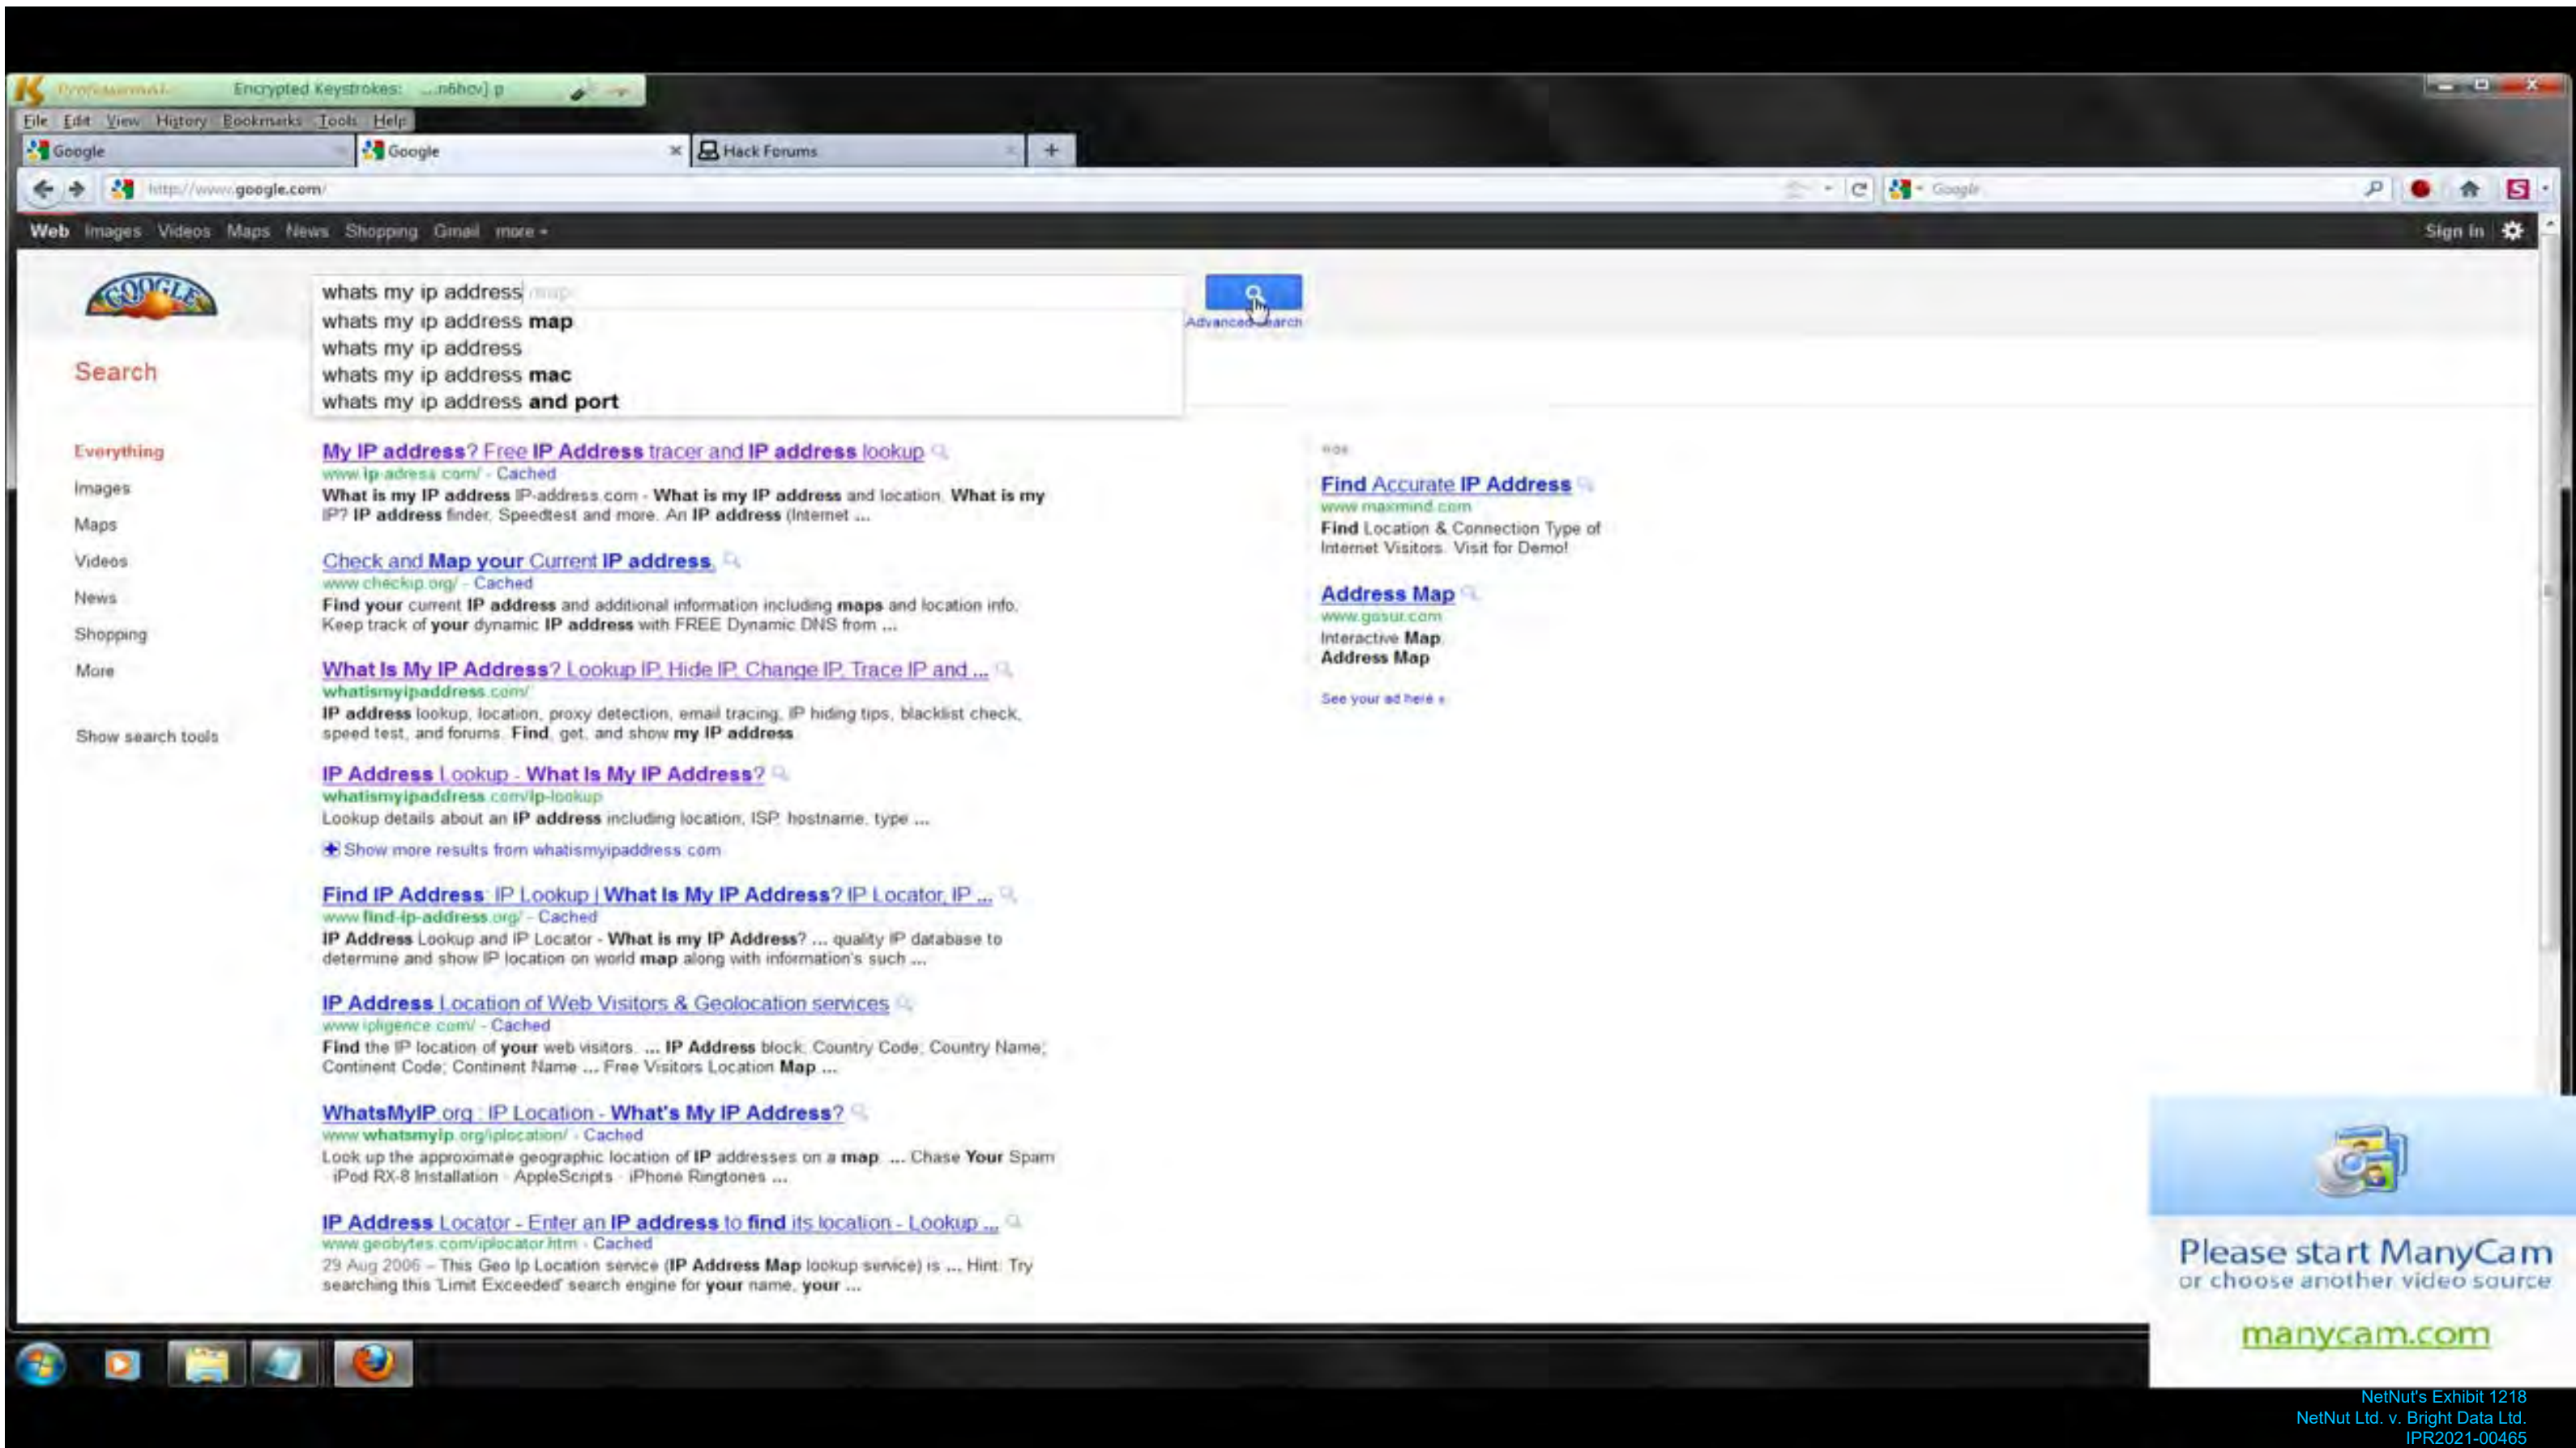 Professional Encrypted Keystrokes: ...n6hcv] p
File Edit View History Bookmarks Tools Help
Google Google Hack Forums
http://www.google.com/ Google
Web Images Videos Maps News Shopping Gmail more Sign in
GOOGLE
whats my ip address map
whats my ip address map
whats my ip address
whats my ip address mac
whats my ip address and port
Advanced search
Search
Everything
Images
Maps
Videos
News
Shopping
More
Show search tools
My IP address? Free IP Address tracer and IP address lookup
www.ip-adress.com/ - Cached
What is my IP address IP-address.com - What is my IP address and location. What is my
IP? IP address finder, Speedtest and more. An IP address (Internet ...
Check and Map your Current IP address.
www.checkip.org/ - Cached
Find your current IP address and additional information including maps and location info.
Keep track of your dynamic IP address with FREE Dynamic DNS from ...
What Is My IP Address? Lookup IP, Hide IP, Change IP, Trace IP and ...
whatismyipaddress.com/
IP address lookup, location, proxy detection, email tracing, IP hiding tips, blacklist check,
speed test, and forums. Find, get, and show my IP address
IP Address Lookup - What Is My IP Address?
whatismyipaddress.com/ip-lookup
Lookup details about an IP address including location, ISP, hostname, type ...
Show more results from whatismyipaddress.com
Find IP Address: IP Lookup | What Is My IP Address? IP Locator, IP ...
www.find-ip-address.org/ - Cached
IP Address Lookup and IP Locator - What is my IP Address? ... quality IP database to
determine and show IP location on world map along with information's such ...
IP Address Location of Web Visitors & Geolocation services
www.ipligence.com/ - Cached
Find the IP location of your web visitors. ... IP Address block; Country Code; Country Name;
Continent Code; Continent Name ... Free Visitors Location Map ...
WhatsMyIP.org : IP Location - What's My IP Address?
www.whatsmyip.org/iplocation/ - Cached
Look up the approximate geographic location of IP addresses on a map ... Chase Your Spam
· iPod RX-8 Installation · AppleScripts · iPhone Ringtones ...
IP Address Locator - Enter an IP address to find its location - Lookup ...
www.geobytes.com/iplocator.htm - Cached
29 Aug 2006 – This Geo Ip Location service (IP Address Map lookup service) is ... Hint: Try
searching this 'Limit Exceeded' search engine for your name, your ...
Find Accurate IP Address
www.maxmind.com
Find Location & Connection Type of
Internet Visitors. Visit for Demo!
Address Map
www.gosur.com
Interactive Map.
Address Map
See your ad here »
Please start ManyCam
or choose another video source
manycam.com
NetNut's Exhibit 1218
NetNut Ltd. v. Bright Data Ltd.
IPR2021-00465